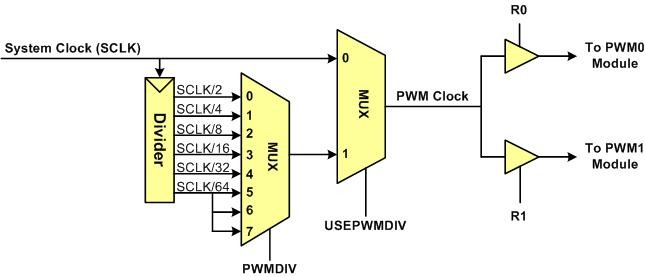 R0
System Clock (SCLK)
0
To PWM0
Module
SCLK/2
0
SCLK/4
1
SCLK/8
2
SCLK/16
3
SCLK/32
4
SCLK/64
5
6
7
Divider
MUX
MUX
1
PWM Clock
To PWM1
Module
R1
USEPWMDIV
PWMDIV